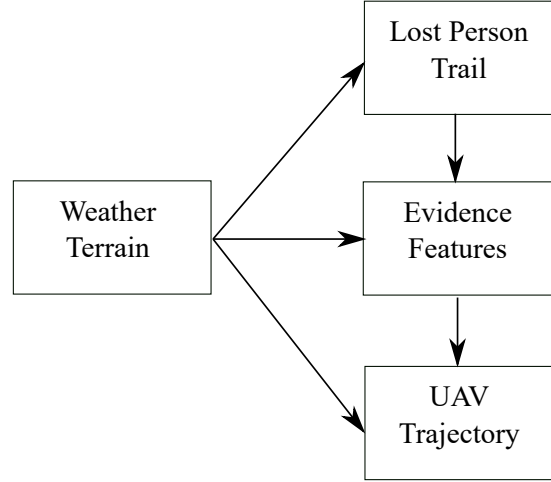 Lost Person
Trail
Weather
Terrain
Evidence
Features
UAV
Trajectory